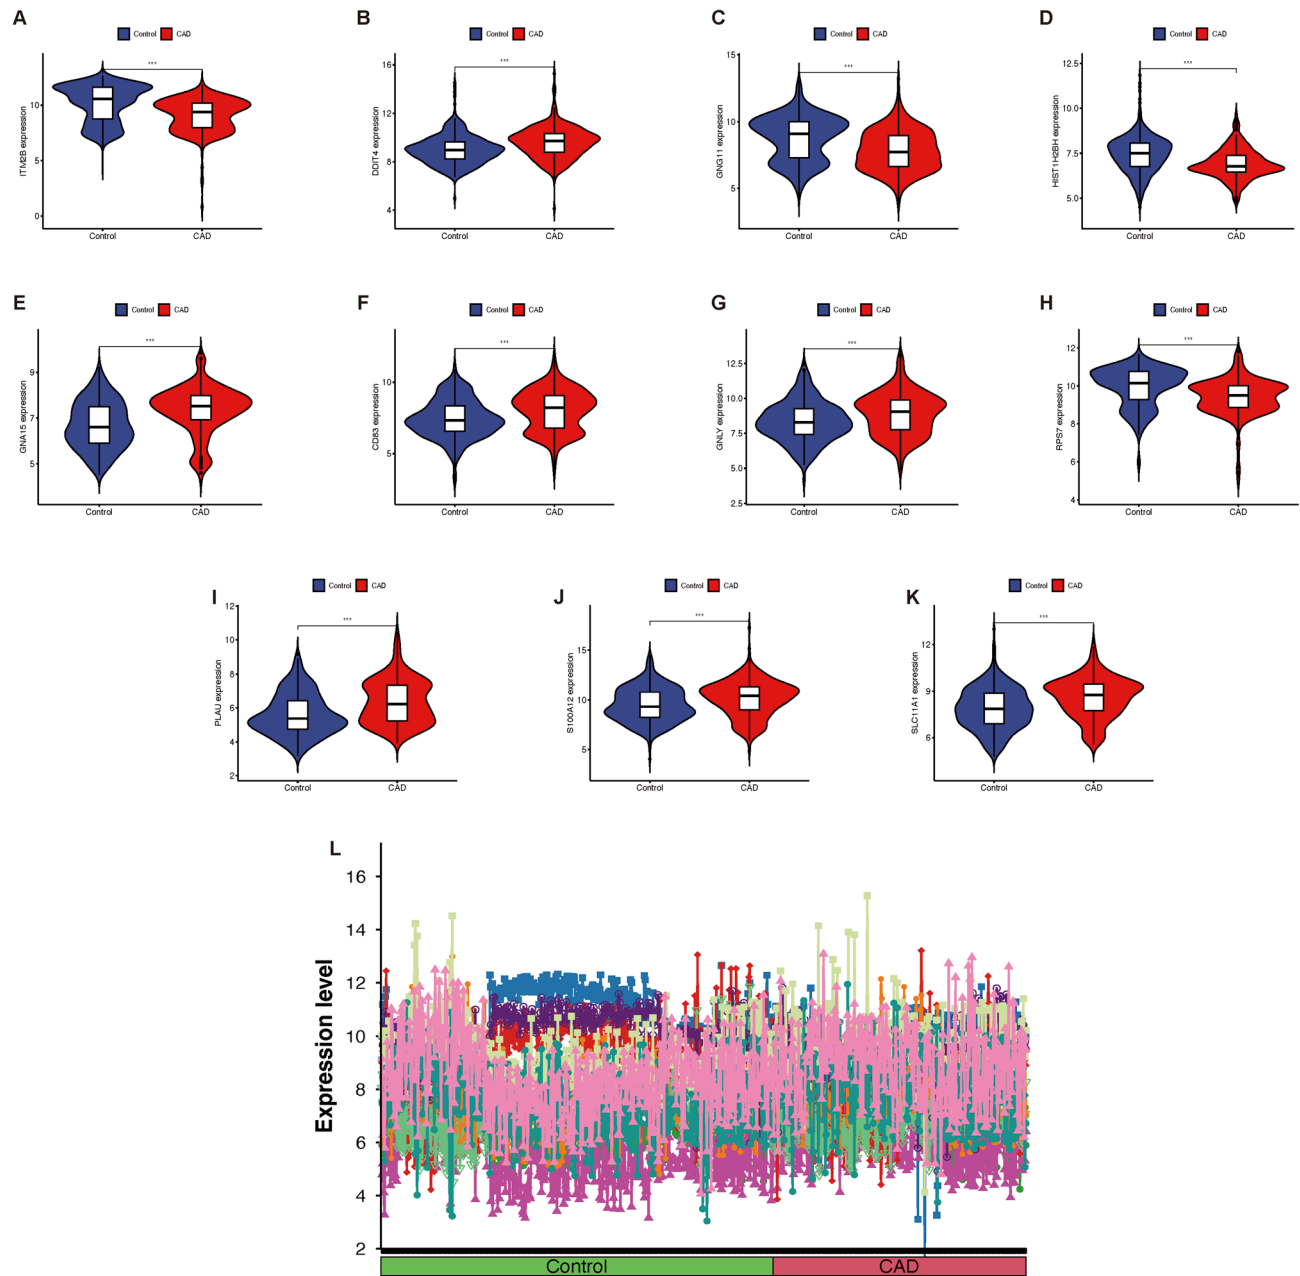 A
Control CAD
***
ITM2B expression
10
5
0
Control CAD
B
Control CAD
***
DDIT4 expression
16
12
8
4
Control CAD
C
Control CAD
***
GNG11 expression
15
10
5
Control CAD
D
Control CAD
***
HIST1H2BH expression
12.5
10.0
7.5
5.0
Control CAD
E
Control CAD
***
GNA15 expression
9
7
5
Control CAD
F
Control CAD
***
CD83 expression
10
5
Control CAD
G
Control CAD
***
GNLY expression
12.5
10.0
7.5
5.0
2.5
Control CAD
H
Control CAD
***
RPS7 expression
12
10
8
6
4
Control CAD
I
Control CAD
***
PLAU expression
12
10
8
6
4
2
Control CAD
J
Control CAD
***
S100A12 expression
15
10
5
Control CAD
K
Control CAD
***
SLC11A1 expression
12
9
6
Control CAD
L
Expression level
16
14
12
10
8
6
4
2
Control CAD